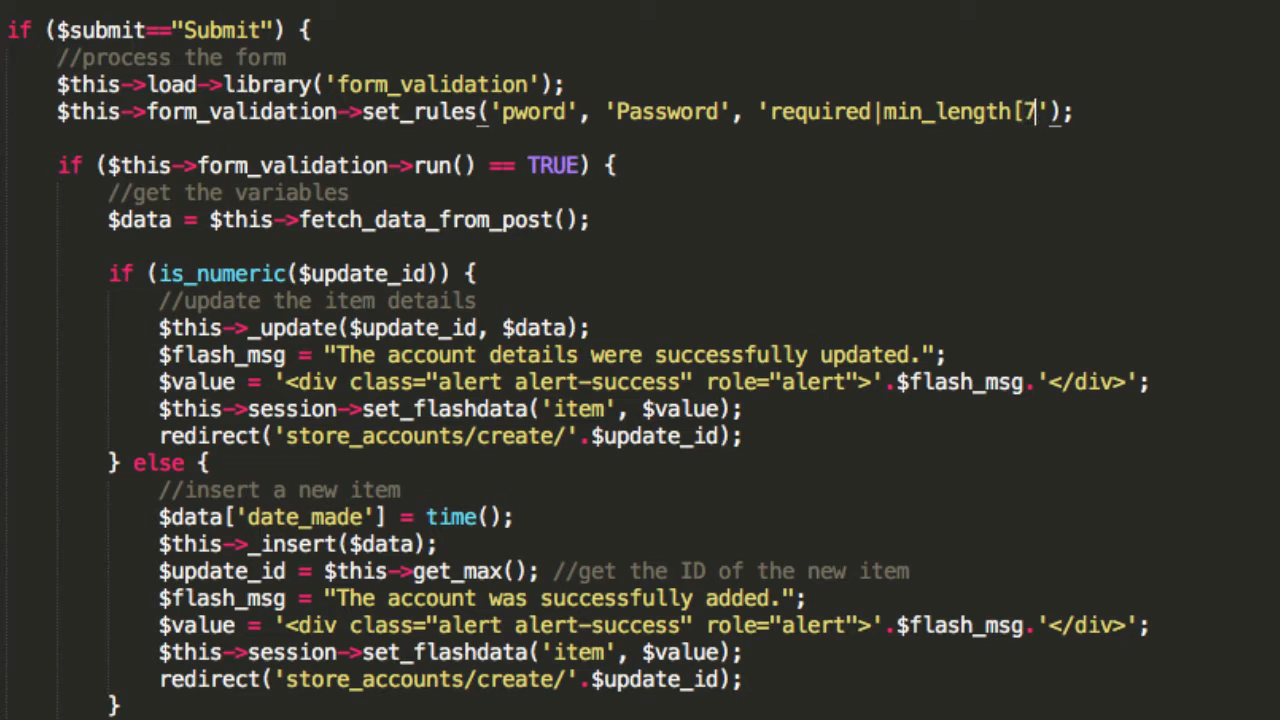 if ($submit=="Submit") {
//process the form
$this->load->library('form_validation');
$this->form_validation->set_rules('pword', 'Password', 'required|min_length[7');
if ($this->form_validation->run() == TRUE) {
//get the variables
$data = $this->fetch_data_from_post();
if (is_numeric($update_id)) {
//update the item details
$this->_update($update_id, $data);
$flash_msg = "The account details were successfully updated.";
$value = '<div class="alert alert-success" role="alert">'.$flash_msg.'</div>';
$this->session->set_flashdata('item', $value);
redirect('store_accounts/create/'.$update_id);
} else {
//insert a new item
$data['date_made'] = time();
$this->_insert($data);
$update_id = $this->get_max(); //get the ID of the new item
$flash_msg = "The account was successfully added.";
$value = '<div class="alert alert-success" role="alert">'.$flash_msg.'</div>';
$this->session->set_flashdata('item', $value);
redirect('store_accounts/create/'.$update_id);
}